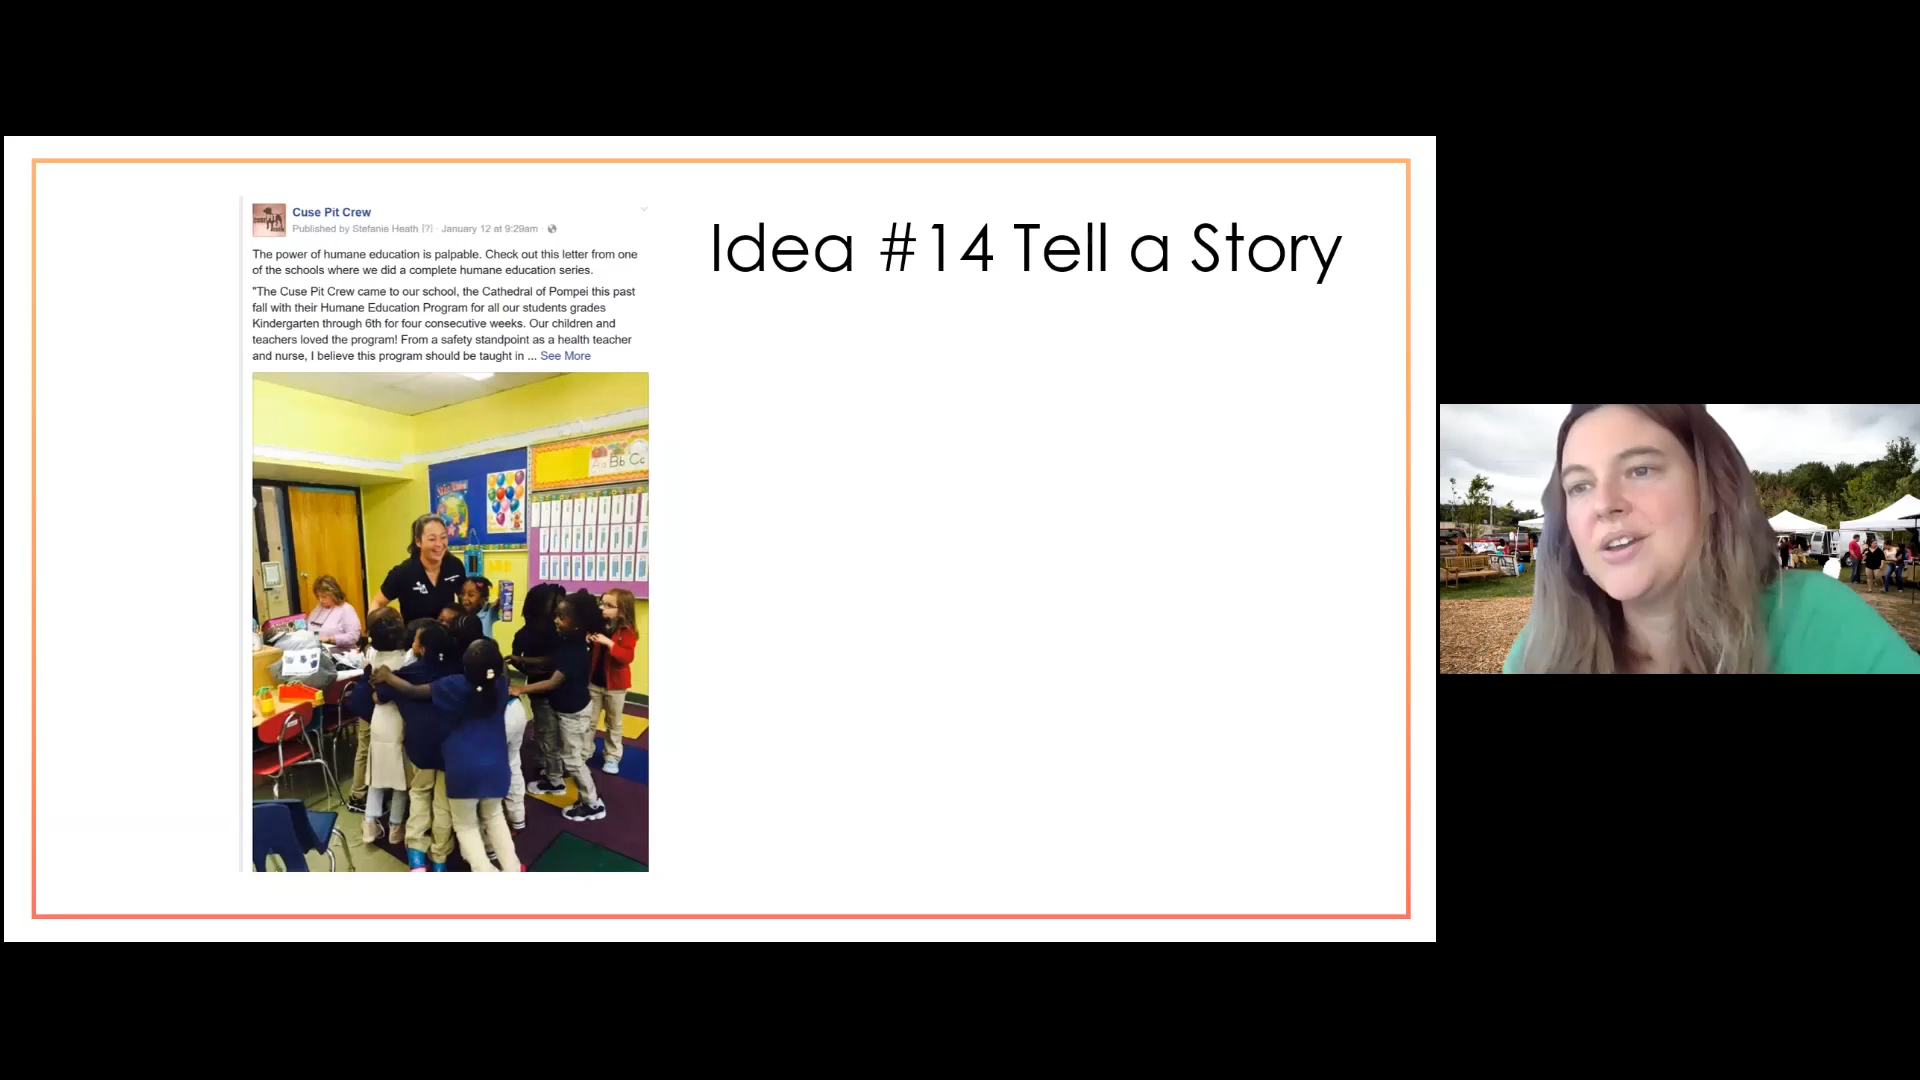 Cuse Pit Crew
Published by Stefanie Heath [?] · January 12 at 9:29am ·
The power of humane education is palpable. Check out this letter from one
of the schools where we did a complete humane education series.
"The Cuse Pit Crew came to our school, the Cathedral of Pompei this past
fall with their Humane Education Program for all our students grades
Kindergarten through 6th for four consecutive weeks. Our children and
teachers loved the program! From a safety standpoint as a health teacher
and nurse, I believe this program should be taught in ... See More
Idea #14 Tell a Story
Aa Bb Cc